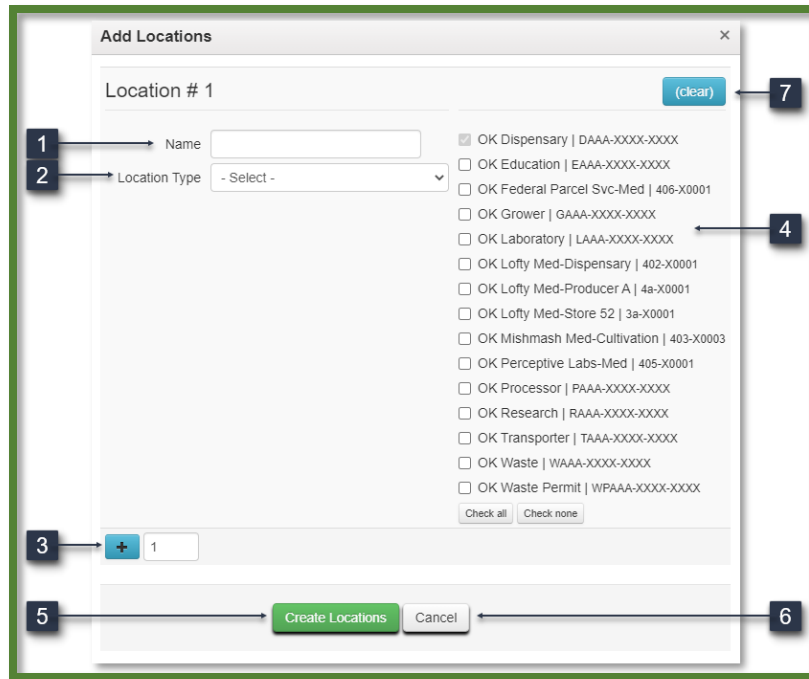 Add Locations ×
Location # 1
(clear)
7
1
Name
2
Location Type
- Select -
OK Dispensary | DAAA-XXXX-XXXX
OK Education | EAAA-XXXX-XXXX
OK Federal Parcel Svc-Med | 406-X0001
OK Grower | GAAA-XXXX-XXXX
4
OK Laboratory | LAAA-XXXX-XXXX
OK Lofty Med-Dispensary | 402-X0001
OK Lofty Med-Producer A | 4a-X0001
OK Lofty Med-Store 52 | 3a-X0001
OK Mishmash Med-Cultivation | 403-X0003
OK Perceptive Labs-Med | 405-X0001
OK Processor | PAAA-XXXX-XXXX
OK Research | RAAA-XXXX-XXXX
OK Transporter | TAAA-XXXX-XXXX
OK Waste | WAAA-XXXX-XXXX
OK Waste Permit | WPAAA-XXXX-XXXX
Check all Check none
3
+ 1
5
Create Locations Cancel
6